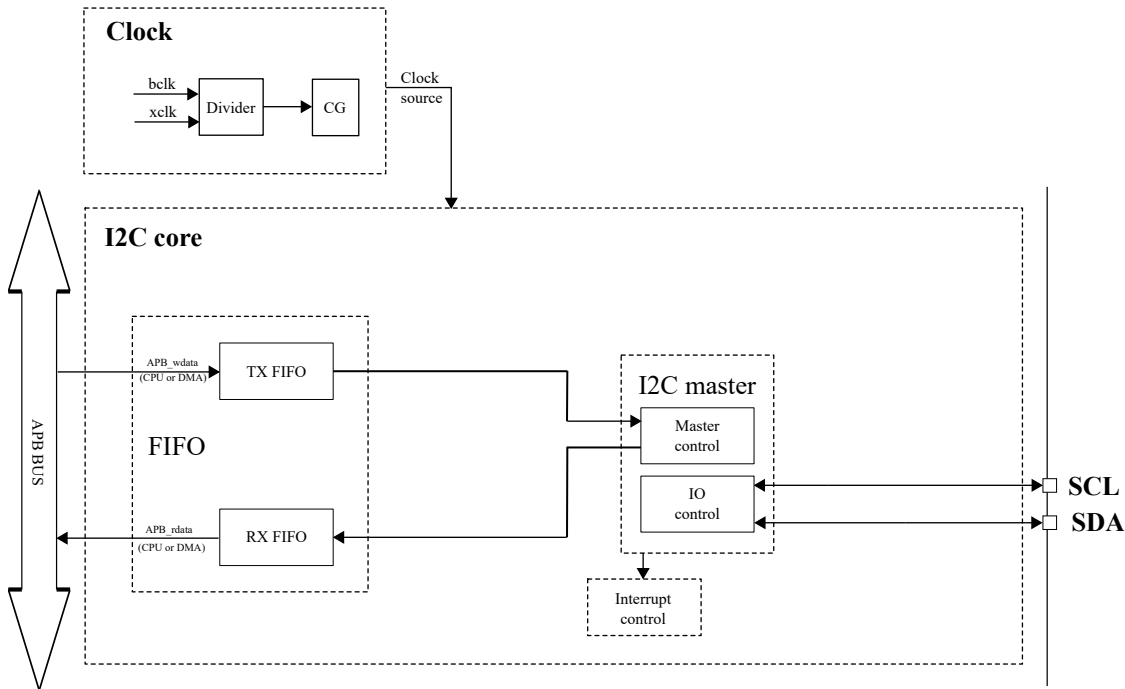 Clock
bclk
xclk
Divider
CG
Clock
source
I2C core
APB BUS
APB_wdata
(CPU or DMA)
TX FIFO
FIFO
APB_rdata
(CPU or DMA)
RX FIFO
I2C master
Master
control
IO
control
Interrupt
control
SCL
SDA